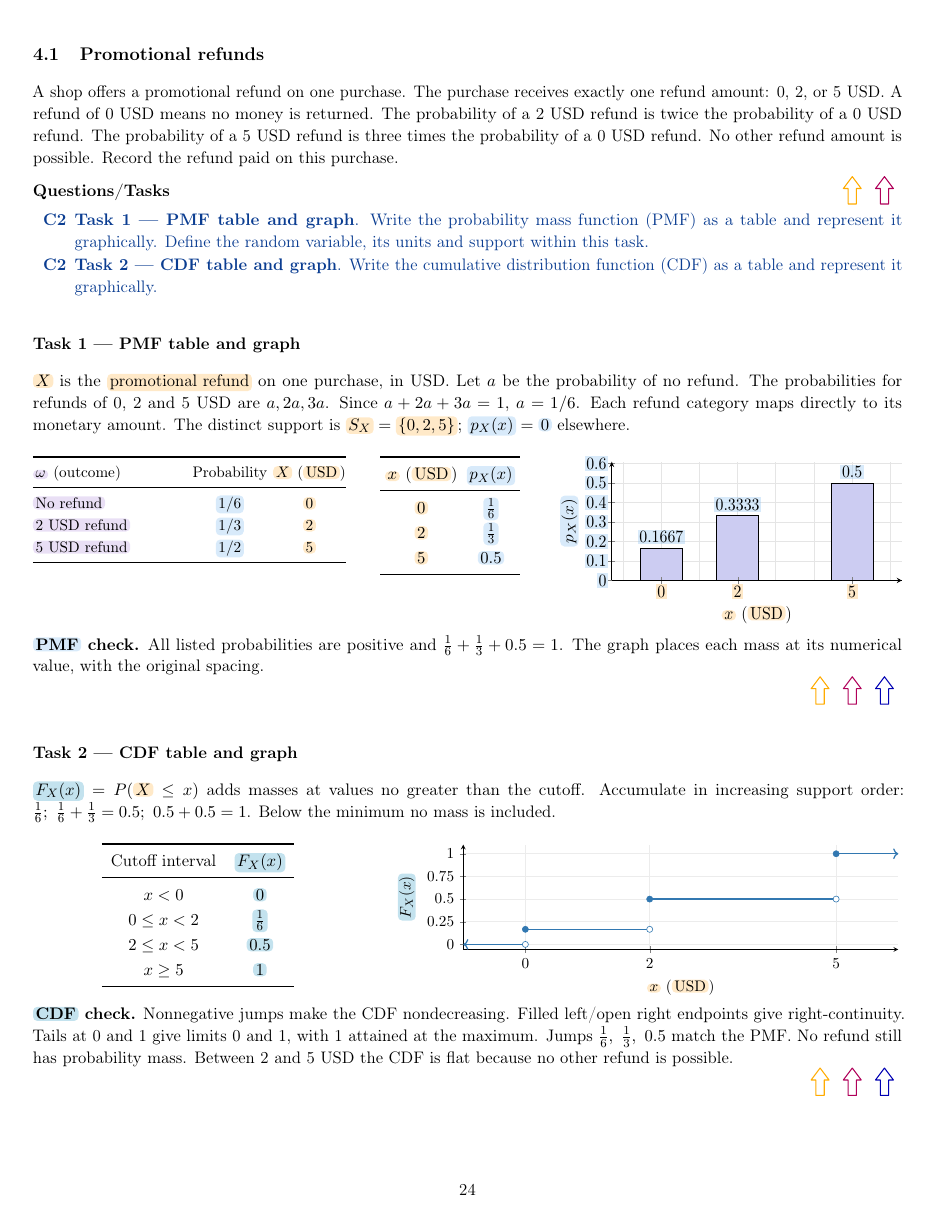 4.1 Promotional refunds
A shop offers a promotional refund on one purchase. The purchase receives exactly one refund amount: 0, 2, or 5 USD. A
refund of 0 USD means no money is returned. The probability of a 2 USD refund is twice the probability of a 0 USD
refund. The probability of a 5 USD refund is three times the probability of a 0 USD refund. No other refund amount is
possible. Record the refund paid on this purchase.
Questions/Tasks
C2 Task 1 — PMF table and graph. Write the probability mass function (PMF) as a table and represent it
graphically. Define the random variable, its units and support within this task.
C2 Task 2 — CDF table and graph. Write the cumulative distribution function (CDF) as a table and represent it
graphically.
Task 1 — PMF table and graph
X is the promotional refund on one purchase, in USD. Let a be the probability of no refund. The probabilities for
refunds of 0, 2 and 5 USD are a, 2a, 3a. Since a + 2a + 3a = 1, a = 1/6. Each refund category maps directly to its
monetary amount. The distinct support is S_X = {0, 2, 5}; p_X(x) = 0 elsewhere.
ω (outcome) Probability X (USD)
No refund 1/6 0
2 USD refund 1/3 2
5 USD refund 1/2 5
x (USD) p_X(x)
0 1/6
2 1/3
5 0.5
p_X(x)
0.6
0.5
0.4
0.3
0.2
0.1
0
0.1667
0.3333
0.5
0 2 5
x (USD)
PMF check. All listed probabilities are positive and 1/6 + 1/3 + 0.5 = 1. The graph places each mass at its numerical
value, with the original spacing.
Task 2 — CDF table and graph
F_X(x) = P(X ≤ x) adds masses at values no greater than the cutoff. Accumulate in increasing support order:
1/6; 1/6 + 1/3 = 0.5; 0.5 + 0.5 = 1. Below the minimum no mass is included.
Cutoff interval F_X(x)
x < 0 0
0 ≤ x < 2 1/6
2 ≤ x < 5 0.5
x ≥ 5 1
F_X(x)
1
0.75
0.5
0.25
0
0 2 5
x (USD)
CDF check. Nonnegative jumps make the CDF nondecreasing. Filled left/open right endpoints give right-continuity.
Tails at 0 and 1 give limits 0 and 1, with 1 attained at the maximum. Jumps 1/6, 1/3, 0.5 match the PMF. No refund still
has probability mass. Between 2 and 5 USD the CDF is flat because no other refund is possible.
24